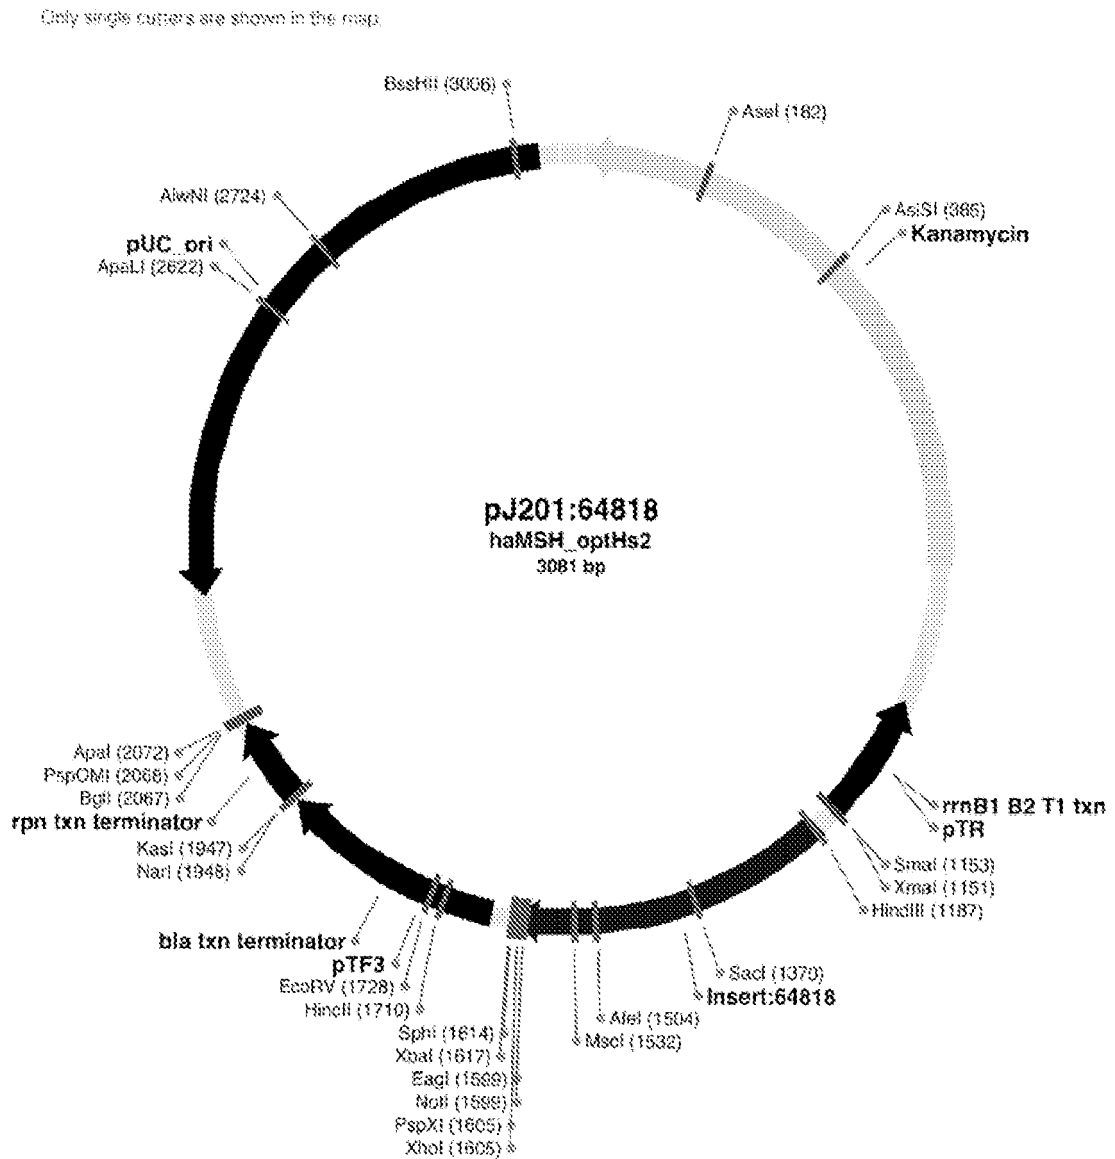 Only single cutters are shown in the map.
BssHII (3006)
AseI (182)
AlwNI (2724)
AsiSI (385)
pUC_ori
Kanamycin
ApaLI (2622)
pJ201:64818
haMSH_optHs2
3081 bp
ApaI (2072)
PspOMI (2068)
BglI (2067)
rrnB1 B2 T1 txn
rpn txn terminator
pTR
KasI (1947)
SmaI (1153)
NarI (1948)
XmaI (1151)
HindIII (1187)
bla txn terminator
pTF3
SacI (1370)
EcoRV (1728)
Insert:64818
HincII (1710)
AfeI (1504)
SphI (1614)
MscI (1532)
XbaI (1617)
EagI (1599)
NotI (1599)
PspXI (1605)
XhoI (1605)